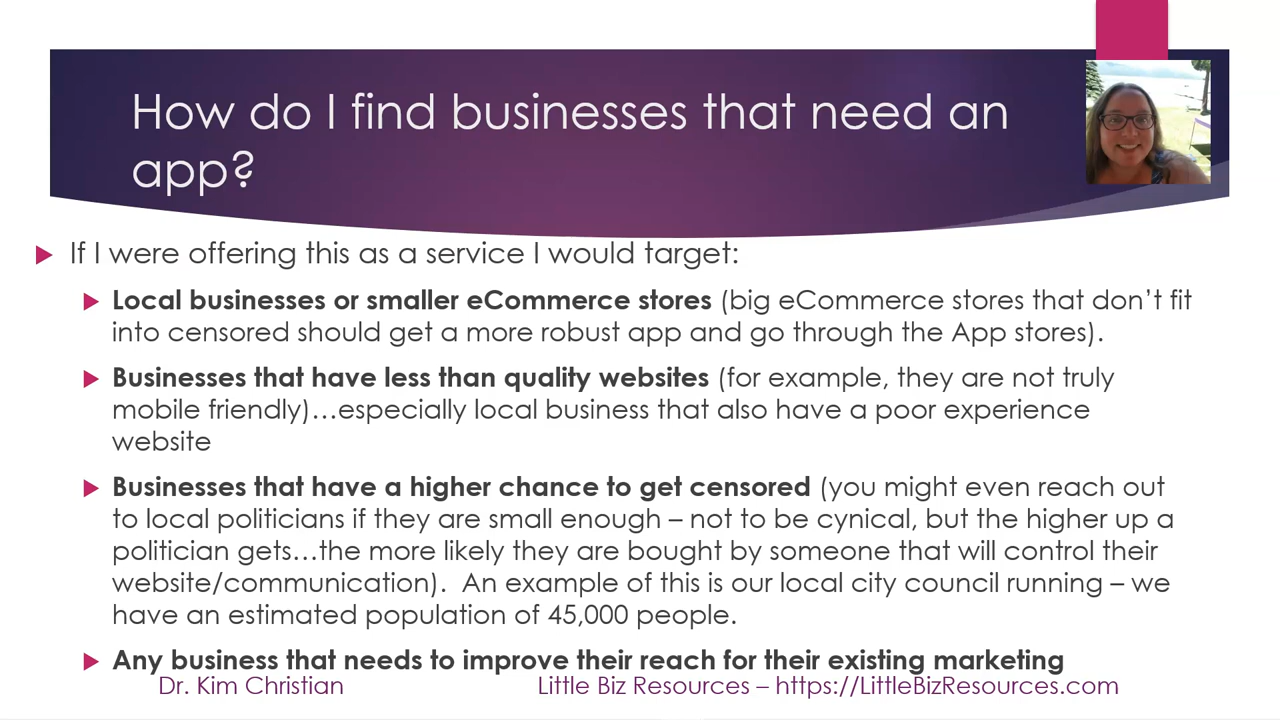 How do I find businesses that need an
app?
If I were offering this as a service I would target:
Local businesses or smaller eCommerce stores (big eCommerce stores that don’t fit
into censored should get a more robust app and go through the App stores).
Businesses that have less than quality websites (for example, they are not truly
mobile friendly)…especially local business that also have a poor experience
website
Businesses that have a higher chance to get censored (you might even reach out
to local politicians if they are small enough – not to be cynical, but the higher up a
politician gets…the more likely they are bought by someone that will control their
website/communication).  An example of this is our local city council running – we
have an estimated population of 45,000 people.
Any business that needs to improve their reach for their existing marketing
Dr. Kim Christian
Little Biz Resources – https://LittleBizResources.com